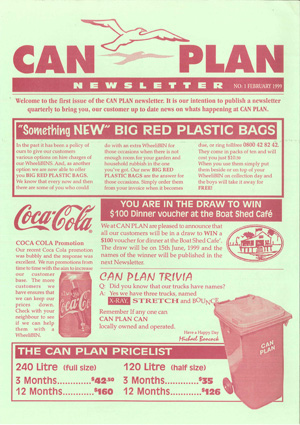 CAN PLAN
NEWSLETTER
NO. 1 FEBRUARY 1999
Welcome to the first issue of the CAN PLAN newsletter. It is our intention to publish a newsletter
quarterly to bring you, our customer up to date news on whats happening at CAN PLAN.
"Something NEW" BIG RED PLASTIC BAGS
In the past it has been a policy of
ours to give our customers
various options on hire charges of
our WheeliBINS. And, so another
option we are now able to offer
you BIG RED PLASTIC BAGS.
We know that every now and then
there are some of you who could
do with an extra WheeliBIN for
those occasions when there is not
enough room for your garden and
household rubbish in the one
you've got. Our new BIG RED
PLASTIC BAGS are the answer for
those occasions. Simply order them
from your invoice when it becomes
due, or ring tollfree 0800 42 82 42.
They come in packs of ten and will
cost you just
When you use them simply put
them beside or on top of your
WheeliBIN on collection day and
the boys will take it away for
FREE!
Coca-Cola
COCA COLA Promotion
Our recent Coca Cola promotion
was bubbly and the response was
excellent. We run promotions from
time to time with the aim to increase
our customer
base. The more
customers we
have ensures that
we can keep our
prices down.
Check with your
neighbour to see
if we can help
them with a
WheeliBIN.
YOU ARE IN THE DRAW TO WIN
$100 Dinner voucher at the Boat Shed Café
We at CAN PLAN are pleased to announce that
all our customers will be in a draw to WIN a
$100 voucher for dinner at the 'Boat Shed Cafe'.
The draw will be on 5th June, 1999 and the
names of the winner will be published in the
next Newsletter.
CAN PLAN TRIVIA
Q: Did you know that our trucks have names?
A: Yes we have three trucks, named
X-RAY, STRETCH and
Remember If any one can
CAN PLAN CAN.
locally owned and operated.
Have a Happy Day
Michael
CAN PLAN
THE CAN PLAN PRICELIST
240 Litre (full size) 120 Litre (half size)
3 Months............$42.50 3 Months............$35
12 Months...........$160 12 Months...........$126